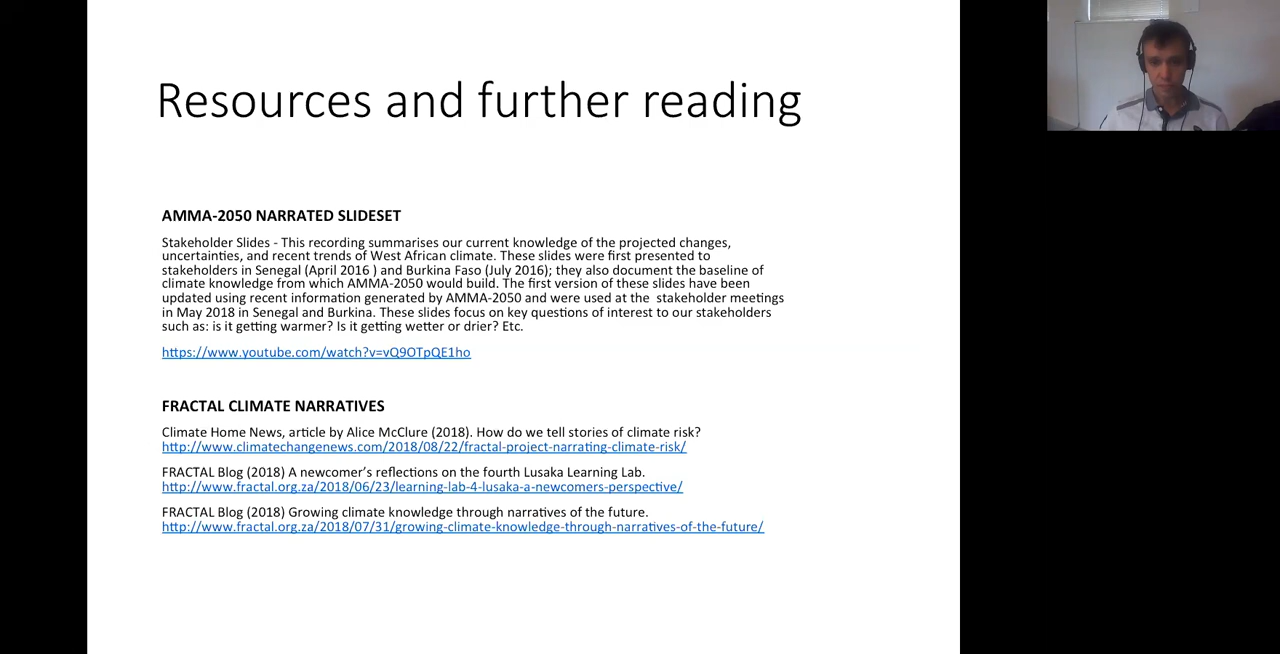 Resources and further reading
AMMA-2050 NARRATED SLIDESET
Stakeholder Slides - This recording summarises our current knowledge of the projected changes,
uncertainties, and recent trends of West African climate. These slides were first presented to
stakeholders in Senegal (April 2016 ) and Burkina Faso (July 2016); they also document the baseline of
climate knowledge from which AMMA-2050 would build. The first version of these slides have been
updated using recent information generated by AMMA-2050 and were used at the  stakeholder meetings
in May 2018 in Senegal and Burkina. These slides focus on key questions of interest to our stakeholders
such as: is it getting warmer? Is it getting wetter or drier? Etc.
https://www.youtube.com/watch?v=vQ9OTpQE1ho
FRACTAL CLIMATE NARRATIVES
Climate Home News, article by Alice McClure (2018). How do we tell stories of climate risk?
http://www.climatechangenews.com/2018/08/22/fractal-project-narrating-climate-risk/
FRACTAL Blog (2018) A newcomer’s reflections on the fourth Lusaka Learning Lab.
http://www.fractal.org.za/2018/06/23/learning-lab-4-lusaka-a-newcomers-perspective/
FRACTAL Blog (2018) Growing climate knowledge through narratives of the future.
http://www.fractal.org.za/2018/07/31/growing-climate-knowledge-through-narratives-of-the-future/